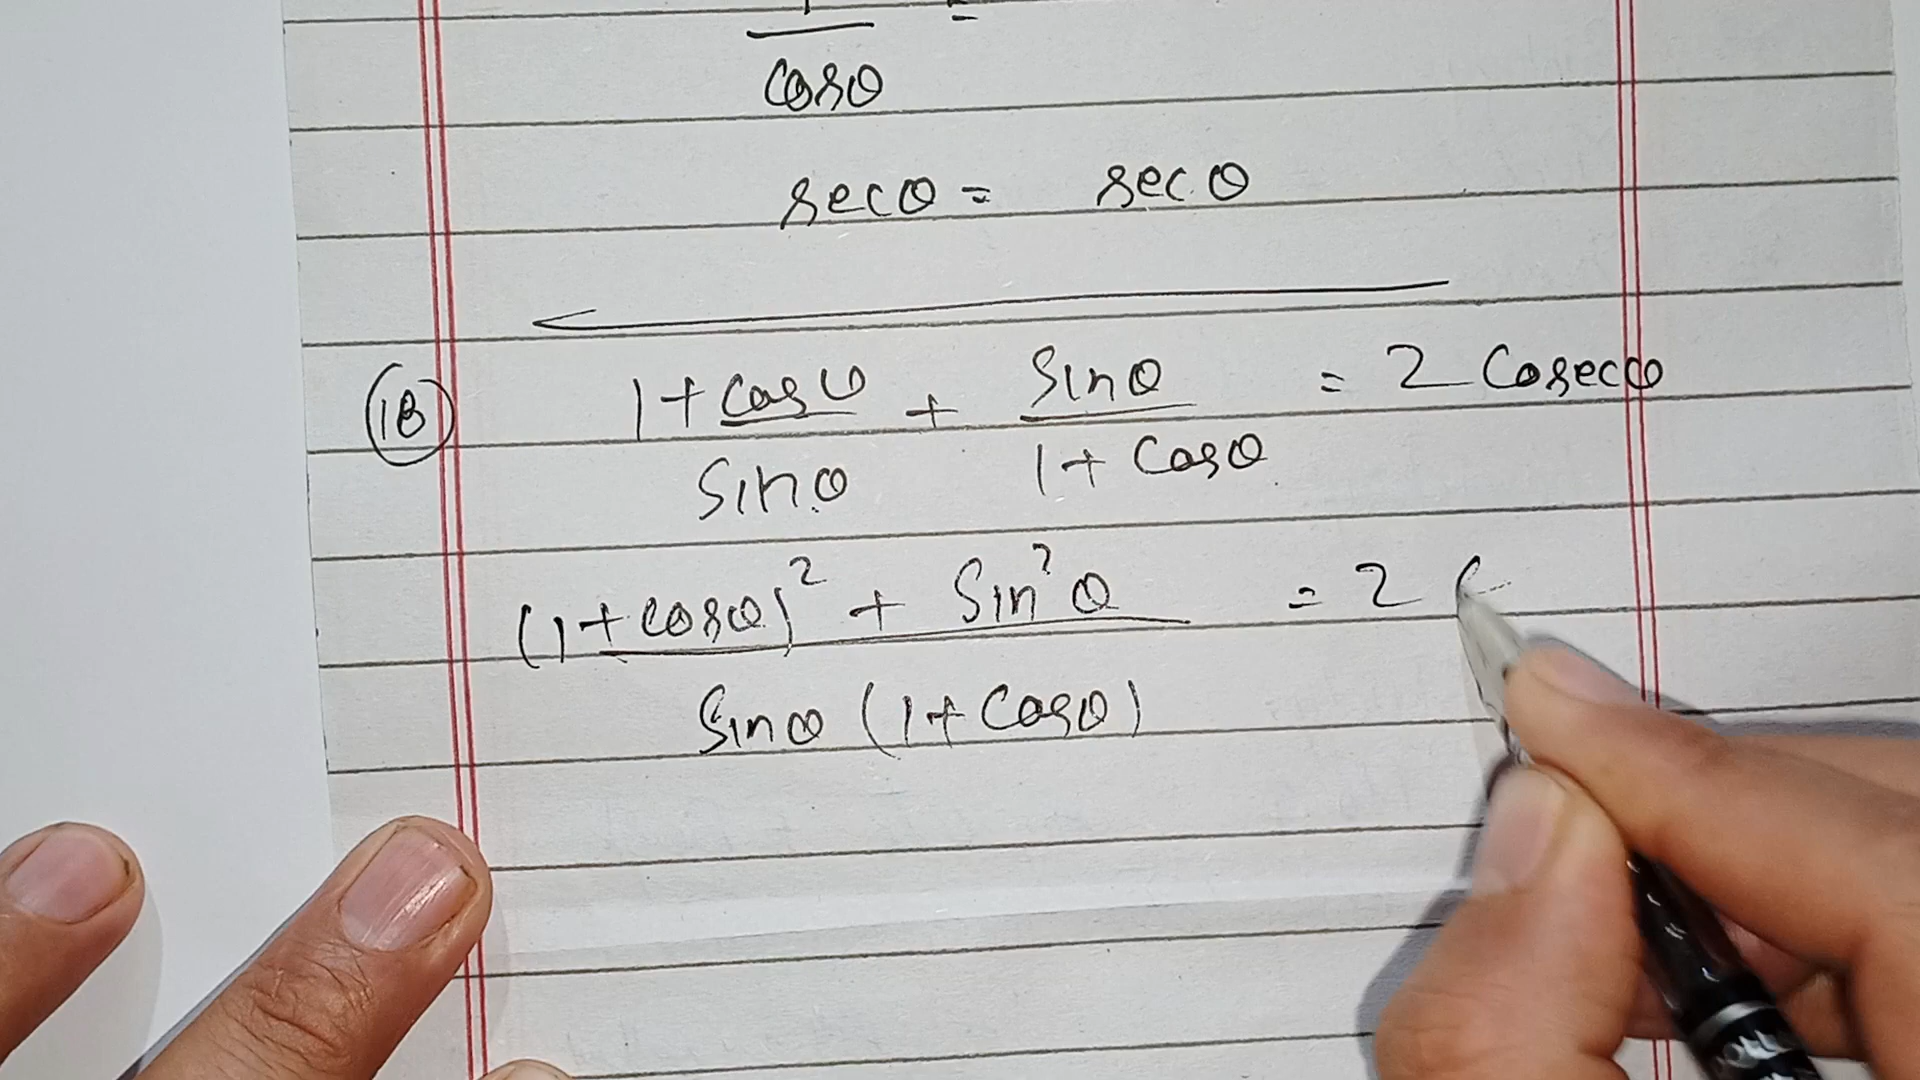 cosθ
secθ = secθ
(18) 1+cosθ / sinθ + sinθ / 1+cosθ = 2 cosecθ
(1+cosθ)² + sin²θ / sinθ (1+cosθ) = 2 c